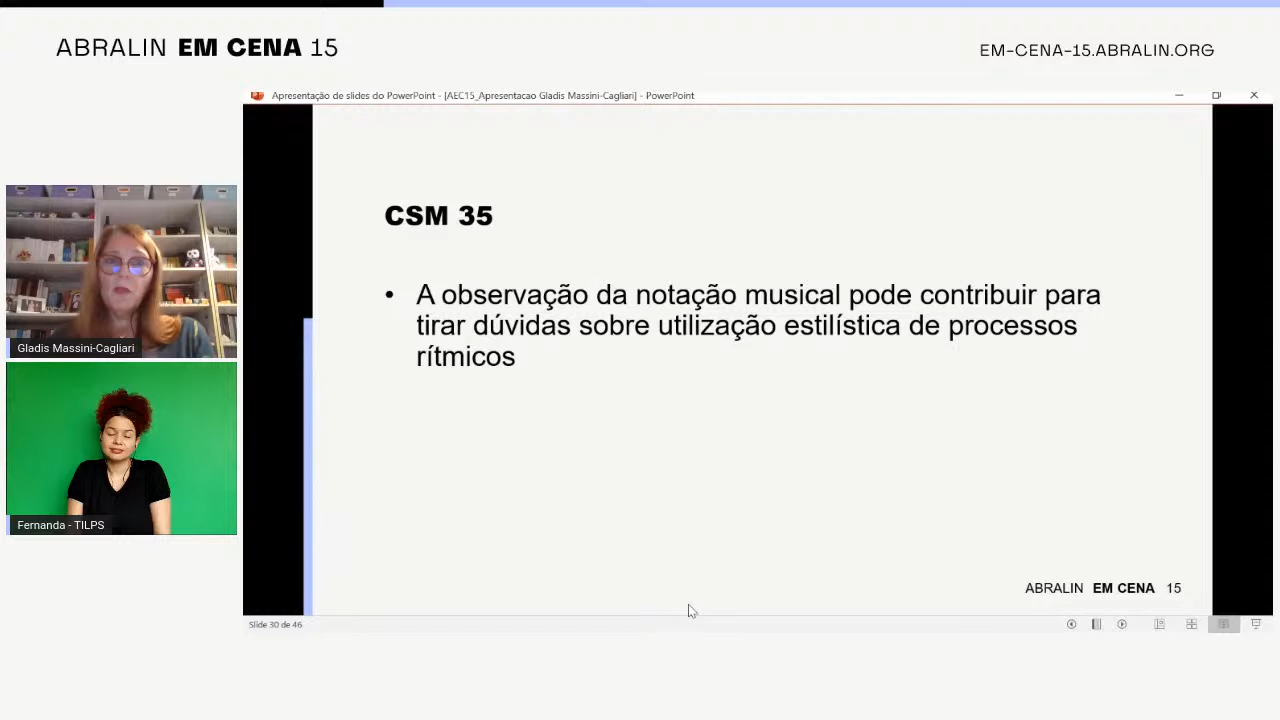 ABRALIN EM CENA 15
EM-CENA-15.ABRALIN.ORG
Apresentação de slides do PowerPoint - [AEC15_Apresentacao Gladis Massini-Cagliari] - PowerPoint
CSM 35
• A observação da notação musical pode contribuir para
tirar dúvidas sobre utilização estilística de processos
rítmicos
Gladis Massini-Cagliari
Fernanda - TILPS
ABRALIN EM CENA 15
Slide 30 de 46